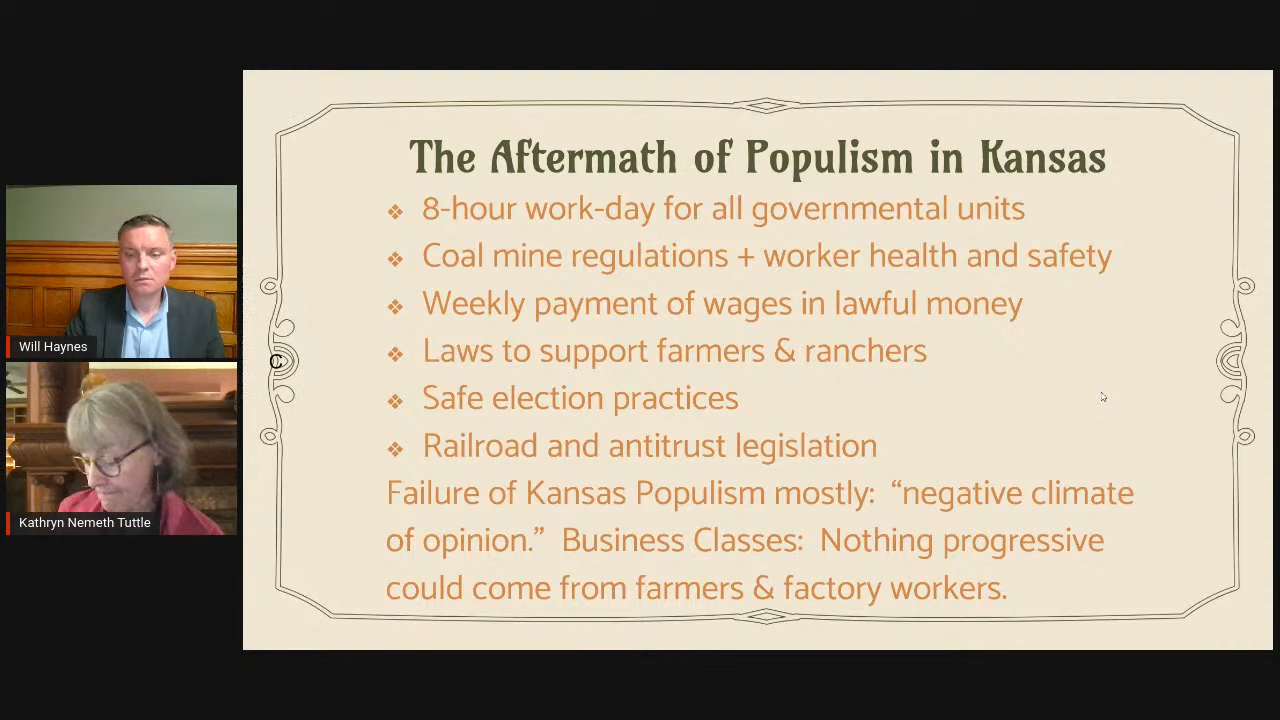 The Aftermath of Populism in Kansas
❖ 8-hour work-day for all governmental units
❖ Coal mine regulations + worker health and safety
❖ Weekly payment of wages in lawful money
❖ Laws to support farmers & ranchers
❖ Safe election practices
❖ Railroad and antitrust legislation
Failure of Kansas Populism mostly: “negative climate
of opinion.” Business Classes: Nothing progressive
could come from farmers & factory workers.
Will Haynes
C
Kathryn Nemeth Tuttle